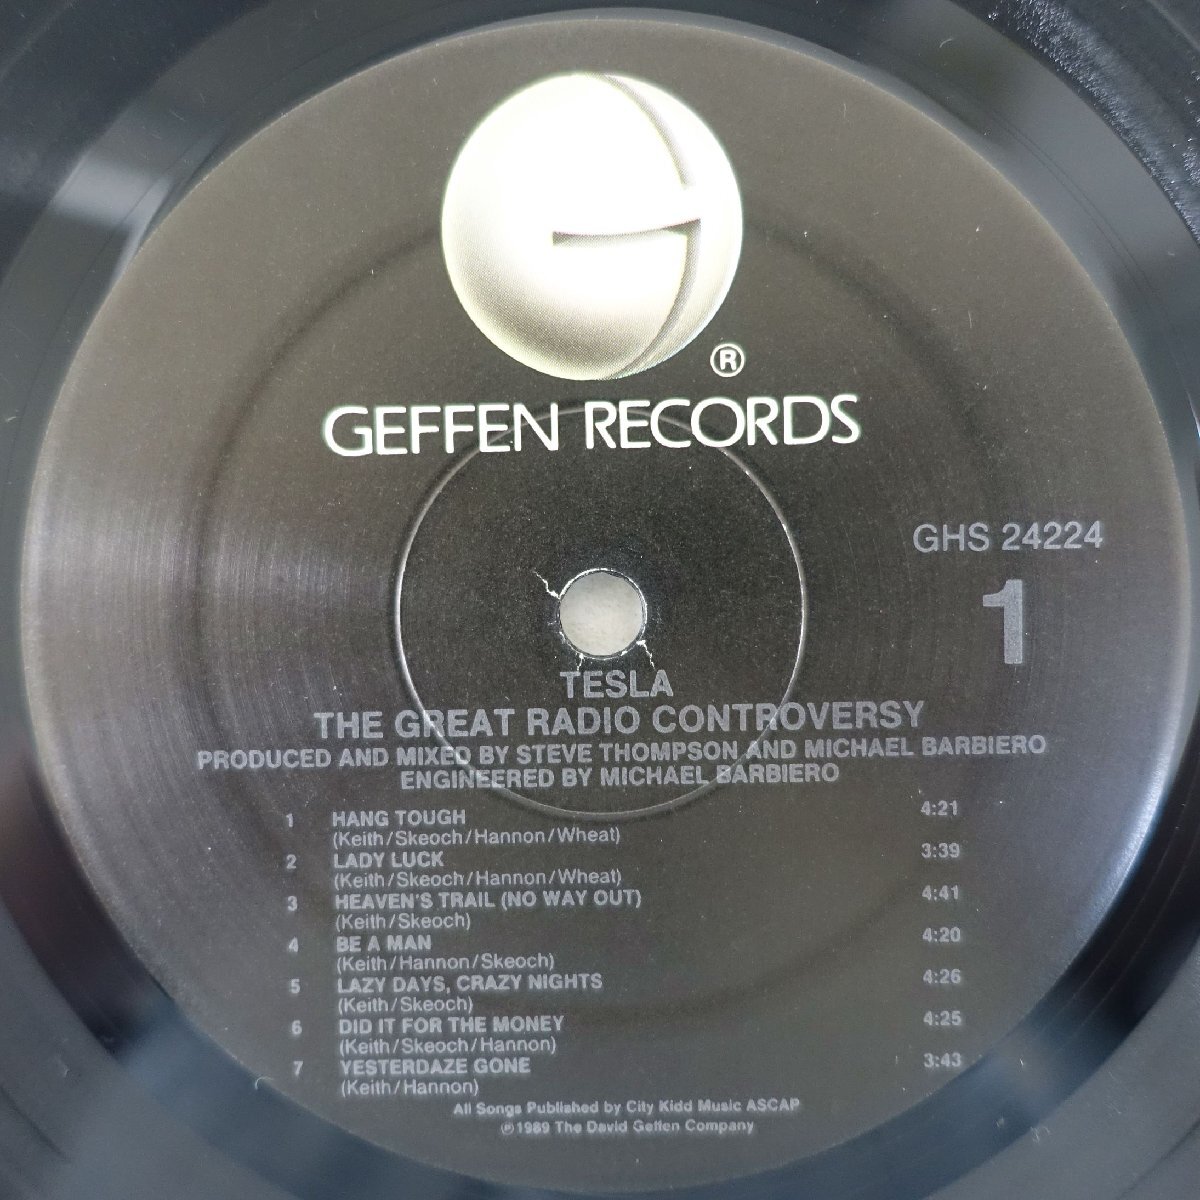 ®
GEFFEN RECORDS
GHS 24224
1
TESLA
THE GREAT RADIO CONTROVERSY
PRODUCED AND MIXED BY STEVE THOMPSON AND MICHAEL BARBIERO
ENGINEERED BY MICHAEL BARBIERO
1 HANG TOUGH 4:21
(Keith/Skeoch/Hannon/Wheat)
2 LADY LUCK 3:39
(Keith/Skeoch/Hannon/Wheat)
3 HEAVEN'S TRAIL (NO WAY OUT) 4:41
(Keith/Skeoch)
4 BE A MAN 4:20
(Keith/Hannon/Skeoch)
5 LAZY DAYS, CRAZY NIGHTS 4:26
(Keith/Skeoch)
6 DID IT FOR THE MONEY 4:25
(Keith/Skeoch/Hannon)
7 YESTERDAZE GONE 3:43
(Keith/Hannon)
All Songs Published by City Kidd Music ASCAP
℗1989 The David Geffen Company